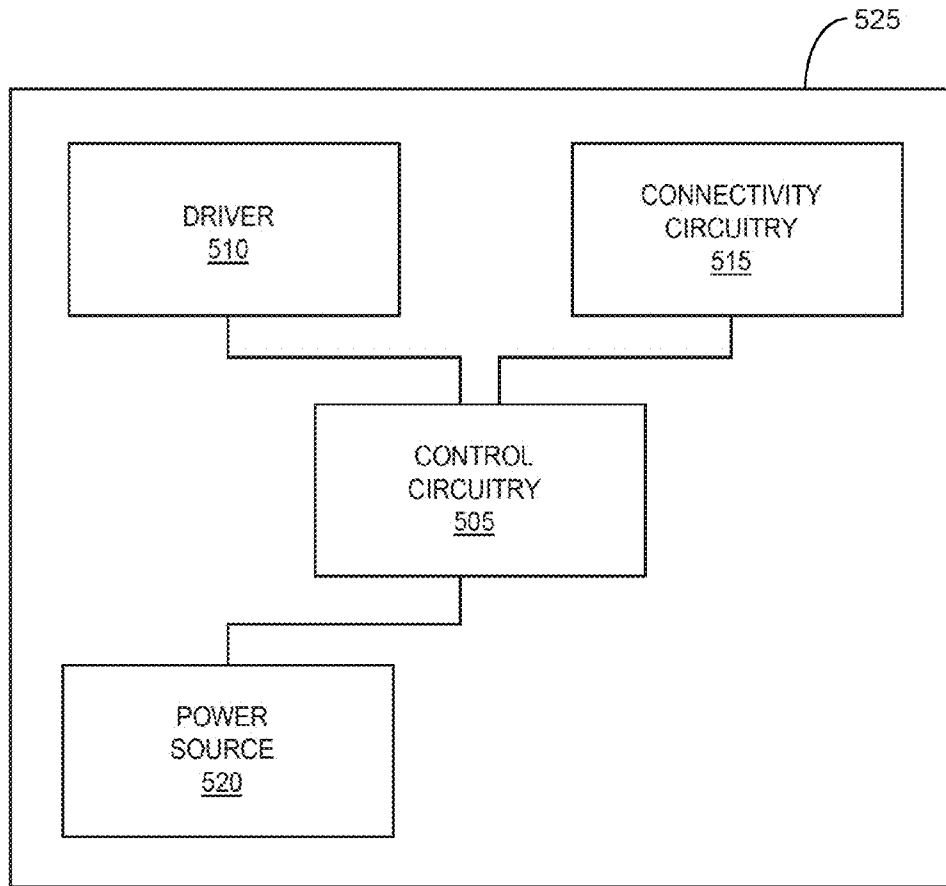 525
DRIVER
510
CONNECTIVITY
CIRCUITRY
515
CONTROL
CIRCUITRY
505
POWER
SOURCE
520